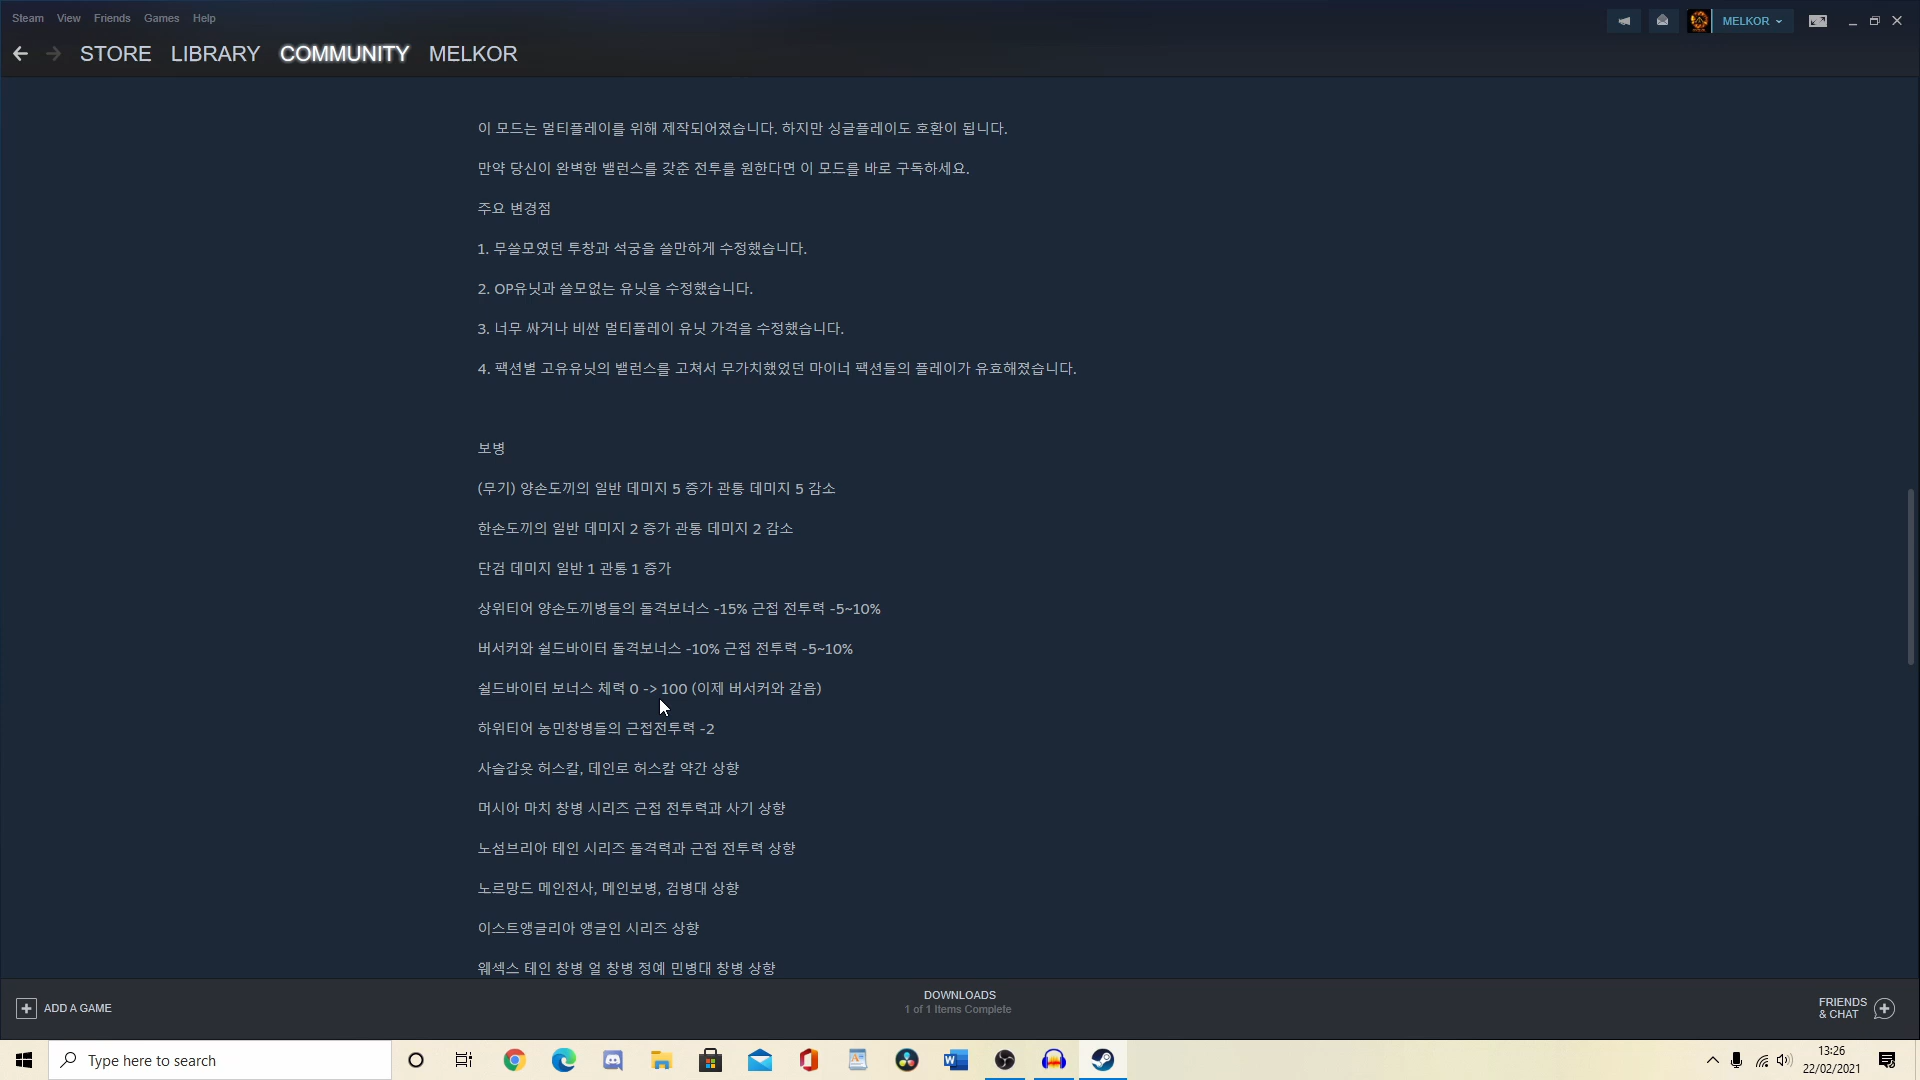 Steam View Friends Games Help
MELKOR
STORE LIBRARY COMMUNITY MELKOR
이 모드는 멀티플레이를 위해 제작되어졌습니다. 하지만 싱글플레이도 호환이 됩니다.
만약 당신이 완벽한 밸런스를 갖춘 전투를 원한다면 이 모드를 바로 구독하세요.
주요 변경점
1. 무쓸모였던 투창과 석궁을 쓸만하게 수정했습니다.
2. OP유닛과 쓸모없는 유닛을 수정했습니다.
3. 너무 싸거나 비싼 멀티플레이 유닛 가격을 수정했습니다.
4. 팩션별 고유유닛의 밸런스를 고쳐서 무가치했었던 마이너 팩션들의 플레이가 유효해졌습니다.
보병
(무기) 양손도끼의 일반 데미지 5 증가 관통 데미지 5 감소
한손도끼의 일반 데미지 2 증가 관통 데미지 2 감소
단검 데미지 일반 1 관통 1 증가
상위티어 양손도끼병들의 돌격보너스 -15% 근접 전투력 -5~10%
버서커와 쉴드바이터 돌격보너스 -10% 근접 전투력 -5~10%
쉴드바이터 보너스 체력 0 -> 100 (이제 버서커와 같음)
하위티어 농민창병들의 근접전투력 -2
사슬갑옷 허스칼, 데인로 허스칼 약간 상향
머시아 마치 창병 시리즈 근접 전투력과 사기 상향
노섬브리아 테인 시리즈 돌격력과 근접 전투력 상향
노르망드 메인전사, 메인보병, 검병대 상향
이스트앵글리아 앵글인 시리즈 상향
웨섹스 테인 창병 얼 창병 정예 민병대 창병 상향
ADD A GAME
DOWNLOADS
1 of 1 Items Complete
FRIENDS
& CHAT
Type here to search
13:26
22/02/2021